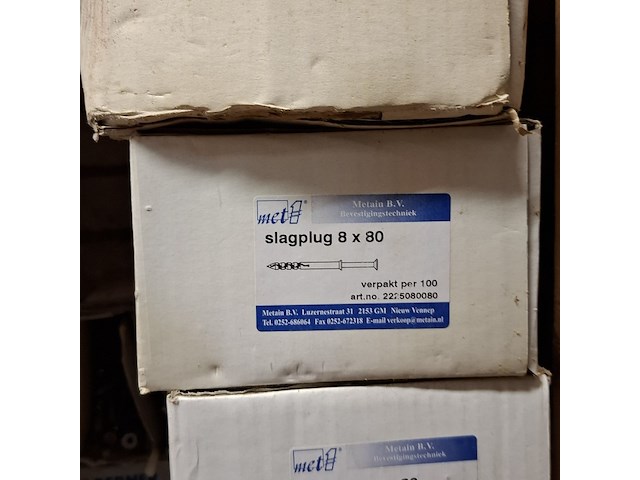 met®
Metain B.V.
Bevestigingstechniek
slagplug 8 x 80
verpakt per 100
art.no. 2225080080
Metain B.V. Luzernestraat 31 2153 GM Nieuw Vennep
Tel. 0252-686064 Fax 0252-672318 E-mail verkoop@metain.nl
met®
Metain B.V.
Bevestigingstechniek